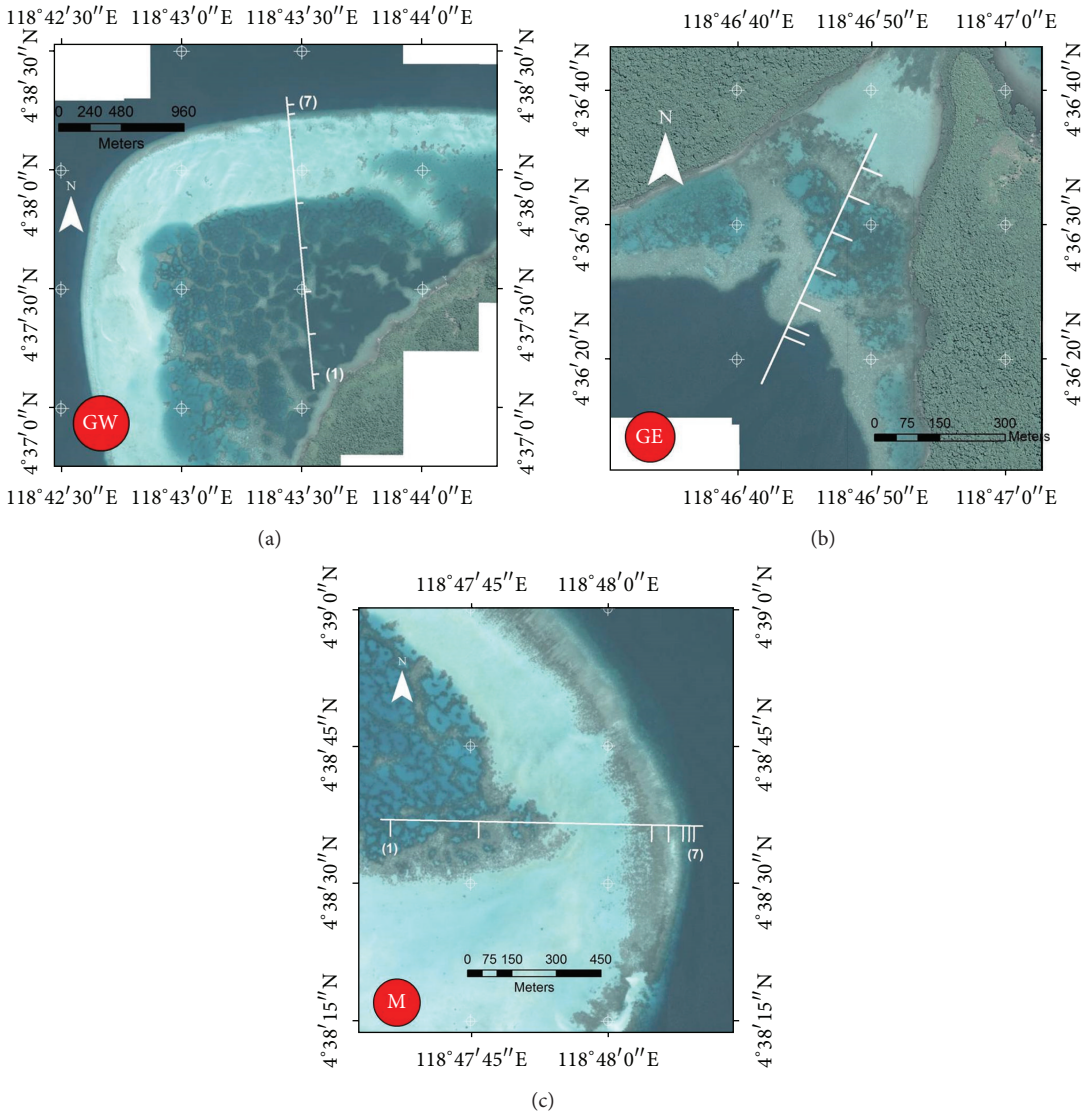 118°42′30″E 118°43′0″E 118°43′30″E 118°44′0″E
4°38′30″N
4°38′0″N
4°37′30″N
4°37′0″N
(7)
0 240 480 960
Meters
N
(1)
GW
4°38′30″N
4°38′0″N
4°37′30″N
4°37′0″N
118°42′30″E 118°43′0″E 118°43′30″E 118°44′0″E
(a)
118°46′40″E 118°46′50″E 118°47′0″E
4°36′40″N
4°36′30″N
4°36′20″N
N
GE
0 75 150 300
Meters
4°36′40″N
4°36′30″N
4°36′20″N
118°46′40″E 118°46′50″E 118°47′0″E
(b)
118°47′45″E 118°48′0″E
4°39′0″N
4°38′45″N
4°38′30″N
4°38′15″N
N
(1) (7)
0 75 150 300 450
Meters
M
4°39′0″N
4°38′45″N
4°38′30″N
4°38′15″N
118°47′45″E 118°48′0″E
(c)